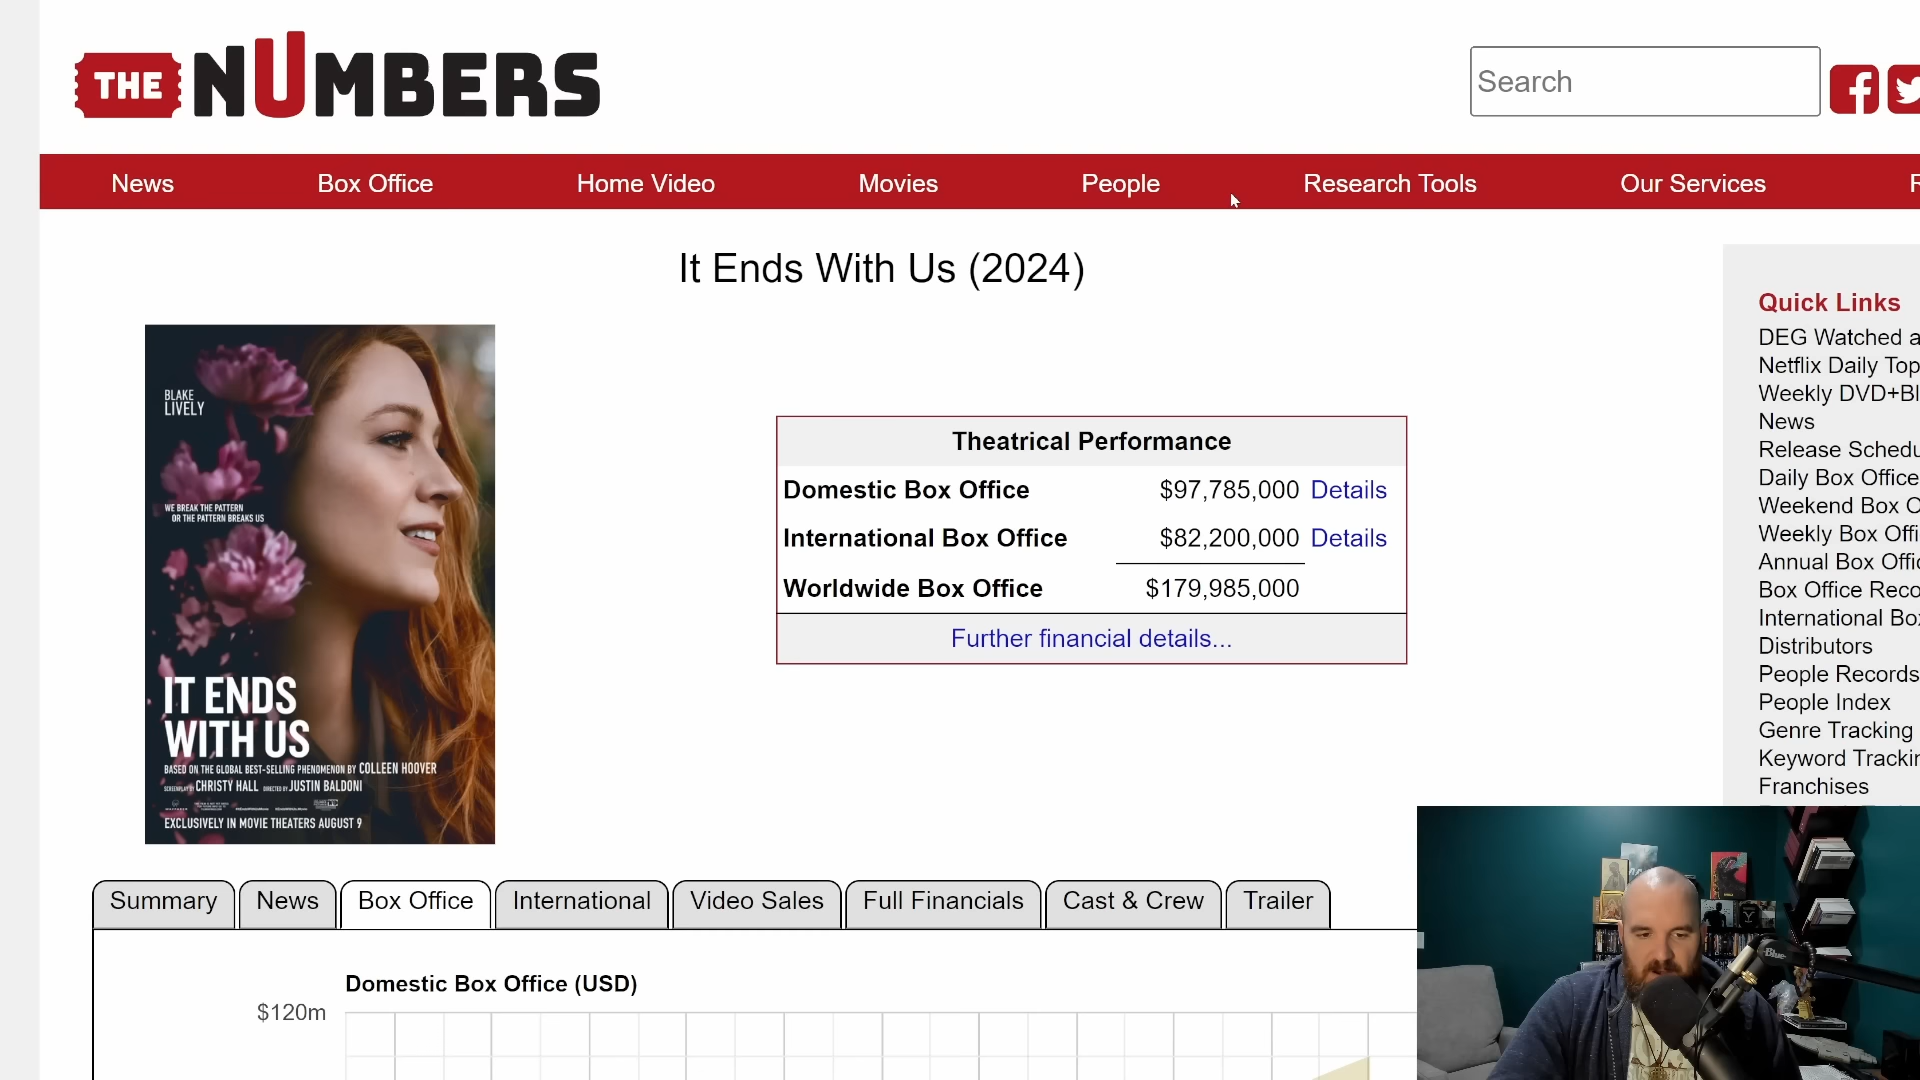 THE NUMBERS
Search
News
Box Office
Home Video
Movies
People
Research Tools
Our Services
It Ends With Us (2024)
BLAKE
LIVELY
WE BREAK THE PATTERN
OR THE PATTERN BREAKS US
IT ENDS
WITH US
BASED ON THE GLOBAL BEST-SELLING PHENOMENON BY COLLEEN HOOVER
SCREENPLAY BY CHRISTY HALL DIRECTED BY JUSTIN BALDONI
EXCLUSIVELY IN MOVIE THEATERS AUGUST 9
Theatrical Performance
Domestic Box Office $97,785,000 Details
International Box Office $82,200,000 Details
Worldwide Box Office $179,985,000
Further financial details...
Quick Links
DEG Watched a
Netflix Daily Top
Weekly DVD+Bl
News
Release Schedu
Daily Box Office
Weekend Box O
Weekly Box Offi
Annual Box Offic
Box Office Reco
International Box
Distributors
People Records
People Index
Genre Tracking
Keyword Trackin
Franchises
Summary
News
Box Office
International
Video Sales
Full Financials
Cast & Crew
Trailer
Domestic Box Office (USD)
$120m
Blue